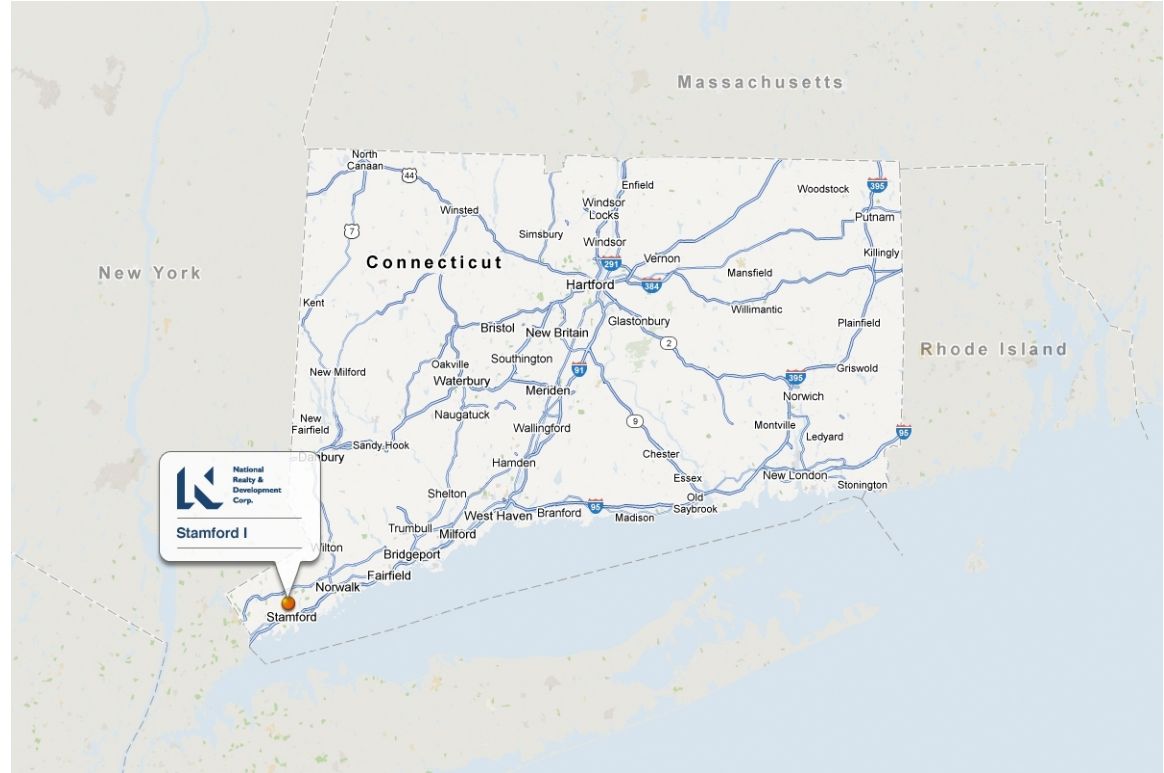 Massachusetts
North
Canaan
44
Enfield
Woodstock
395
Windsor
Locks
Winsted
Putnam
7
Simsbury
Windsor
New York
Connecticut
291
Vernon
Killingly
Mansfield
Hartford
384
Kent
Willimantic
Glastonbury
Plainfield
Bristol
New Britain
2
Rhode Island
Southington
Oakville
New Milford
91
Griswold
Waterbury
395
Meriden
Norwich
Naugatuck
9
New
Fairfield
Wallingford
Montville
95
Ledyard
Sandy Hook
Danbury
Chester
Hamden
National
Realty &
Development
Corp.
New London
Essex
Stonington
Shelton
Old
Saybrook
95
West Haven
Branford
Madison
Trumbull
Milford
Stamford I
Wilton
Bridgeport
Fairfield
Norwalk
Stamford